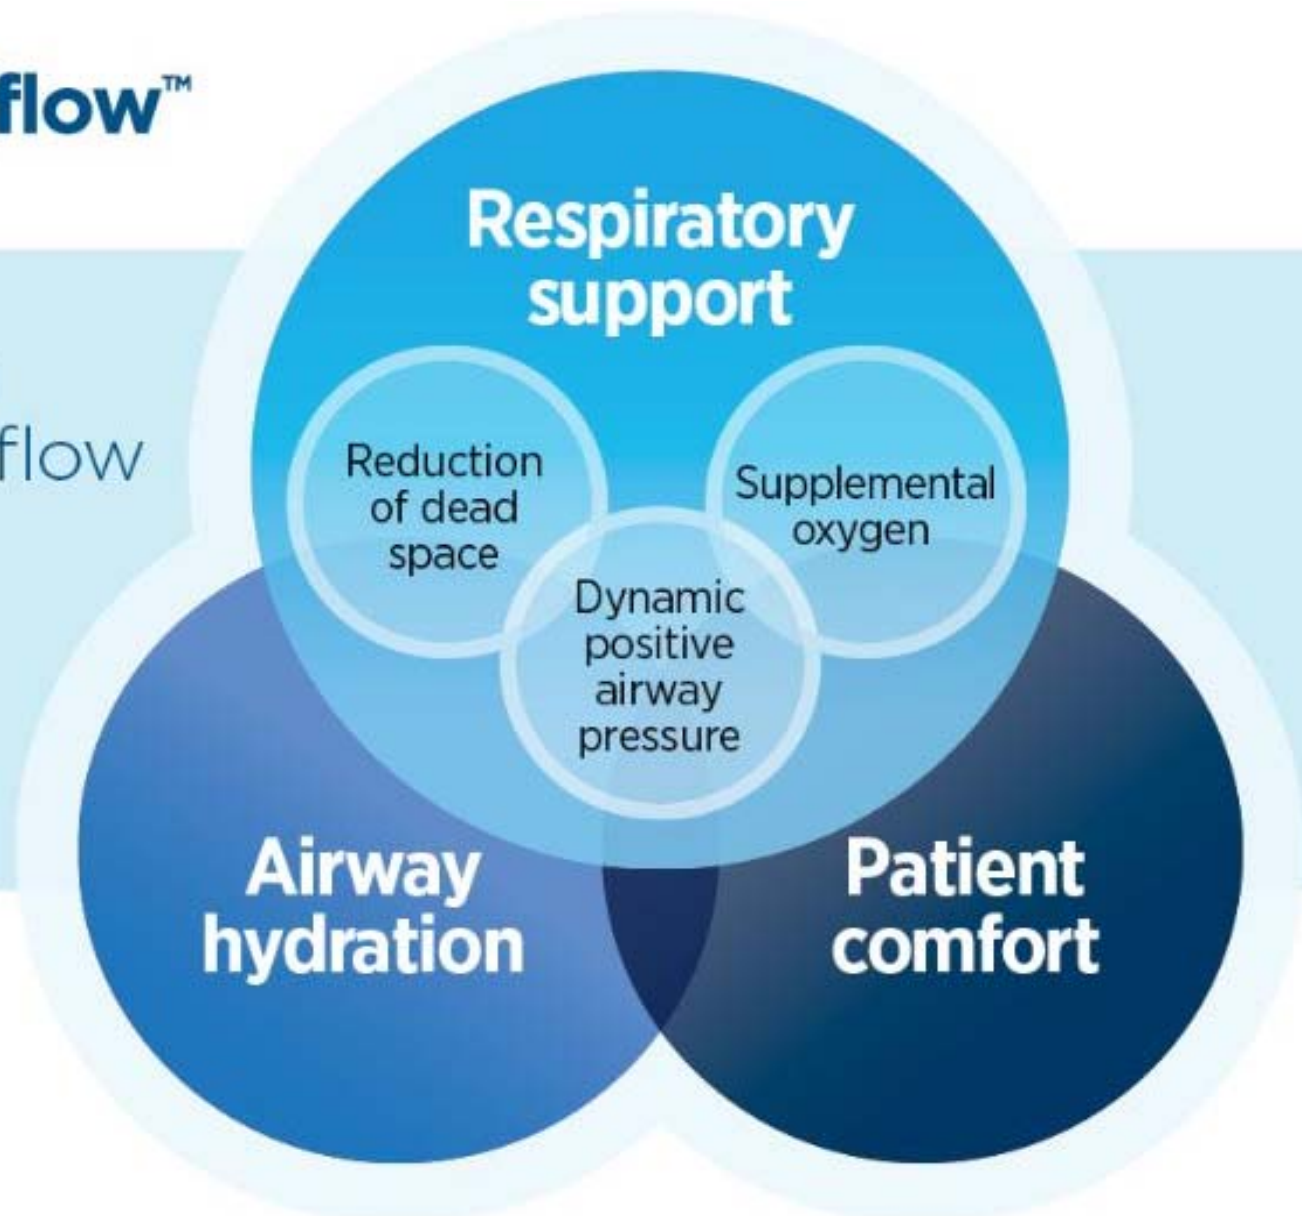 flow™
flow
Respiratory
support
Reduction
of dead
space
Supplemental
oxygen
Dynamic
positive
airway
pressure
Airway
hydration
Patient
comfort